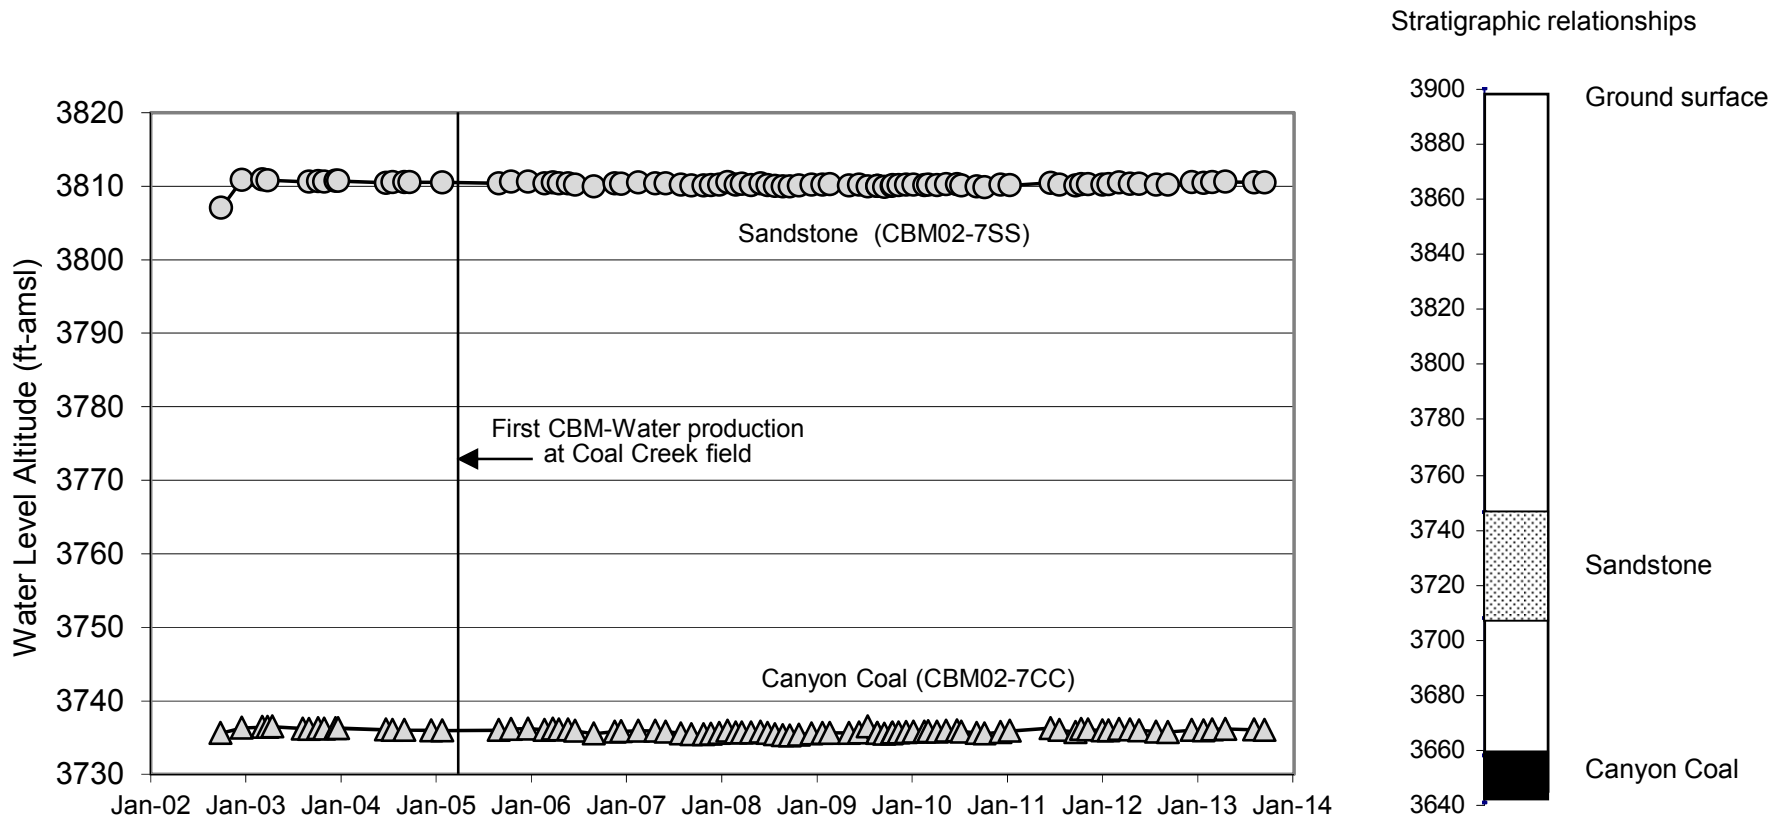 Stratigraphic relationships
Water Level Altitude (ft-amsl)
3820
3810
3800
3790
3780
3770
3760
3750
3740
3730
Sandstone (CBM02-7SS)
First CBM-Water production
at Coal Creek field
Canyon Coal (CBM02-7CC)
Jan-02 Jan-03 Jan-04 Jan-05 Jan-06 Jan-07 Jan-08 Jan-09 Jan-10 Jan-11 Jan-12 Jan-13 Jan-14
3900
3880
3860
3840
3820
3800
3780
3760
3740
3720
3700
3680
3660
3640
Ground surface
Sandstone
Canyon Coal